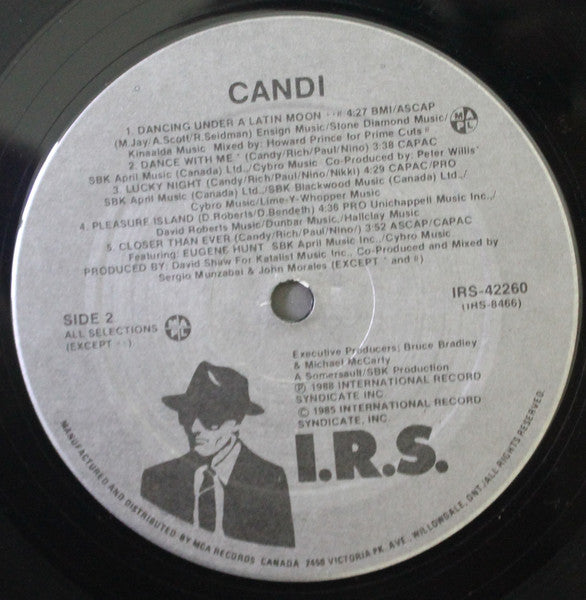 CANDI
1. DANCING UNDER A LATIN MOON **# 4:27 BMI/ASCAP
(M.Jay/A.Scott/R.Seidman) Ensign Music/Stone Diamond Music/
Kinaalda Music Mixed by: Howard Prince for Prime Cuts #
2. DANCE WITH ME * (Candy/Rich/Paul/Nino) 3:38 CAPAC
SBK April Music (Canada) Ltd../Cybro Music Co-Produced by: Peter Willis
3. LUCKY NIGHT (Candy/Rich/Paul/Nino/Nikki) 4:29 CAPAC/PRO
SBK April Music (Canada) Ltd../SBK Blackwood Music (Canada) Ltd./
Cybro Music/Lime-Y-Whopper Music
4. PLEASURE ISLAND (D.Roberts/D.Bendeth) 4:36 PRO Unichappell Music Inc../
David Roberts Music/Dunbar Music/Hallclay Music
5. CLOSER THAN EVER (Candy/Rich/Paul/Nino/) 3:52 ASCAP/CAPAC
Featuring: EUGENE HUNT SBK April Music Inc../Cybro Music
PRODUCED BY: David Shaw For Katalist Music Inc.. Co-Produced and Mixed by
Sergio Munzabai & John Morales (EXCEPT * and #)
MAPL
IRS-42260
(IRS-8466)
SIDE 2
ALL SELECTIONS MAPL
(EXCEPT **)
Executive Producers: Bruce Bradley
& Michael McCarty
A Somersault/SBK Production
℗ 1988 INTERNATIONAL RECORD
SYNDICATE INC
© 1985 INTERNATIONAL RECORD
SYNDICATE, INC.
I.R.S.
MANUFACTURED AND DISTRIBUTED BY MCA RECORDS CANADA 2450 VICTORIA PK. AVE., WILLOWDALE, ONT./ALL RIGHTS RESERVED.